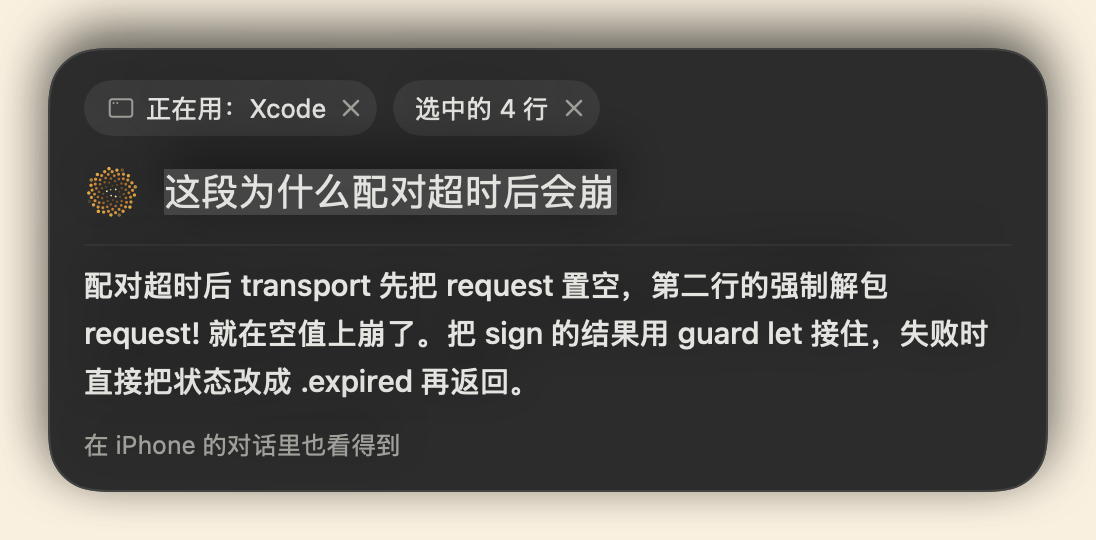 正在用：Xcode
选中的 4 行
这段为什么配对超时后会崩
配对超时后 transport 先把 request 置空，第二行的强制解包
request! 就在空值上崩了。把 sign 的结果用 guard let 接住，失败时
直接把状态改成 .expired 再返回。
在 iPhone 的对话里也看得到